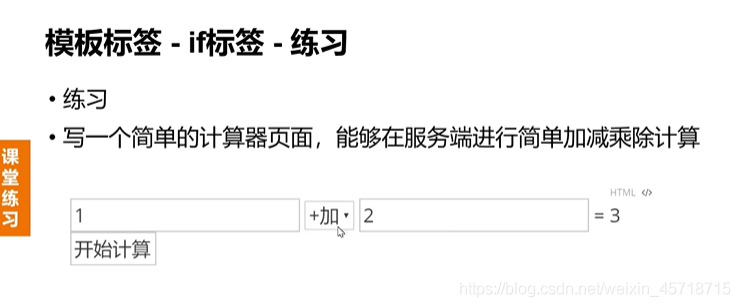 模板标签 - if标签 - 练习
• 练习
• 写一个简单的计算器页面，能够在服务端进行简单加减乘除计算
课堂练习
HTML </>
1 +加 ▾ 2 = 3
开始计算
https://blog.csdn.net/weixin_45718715